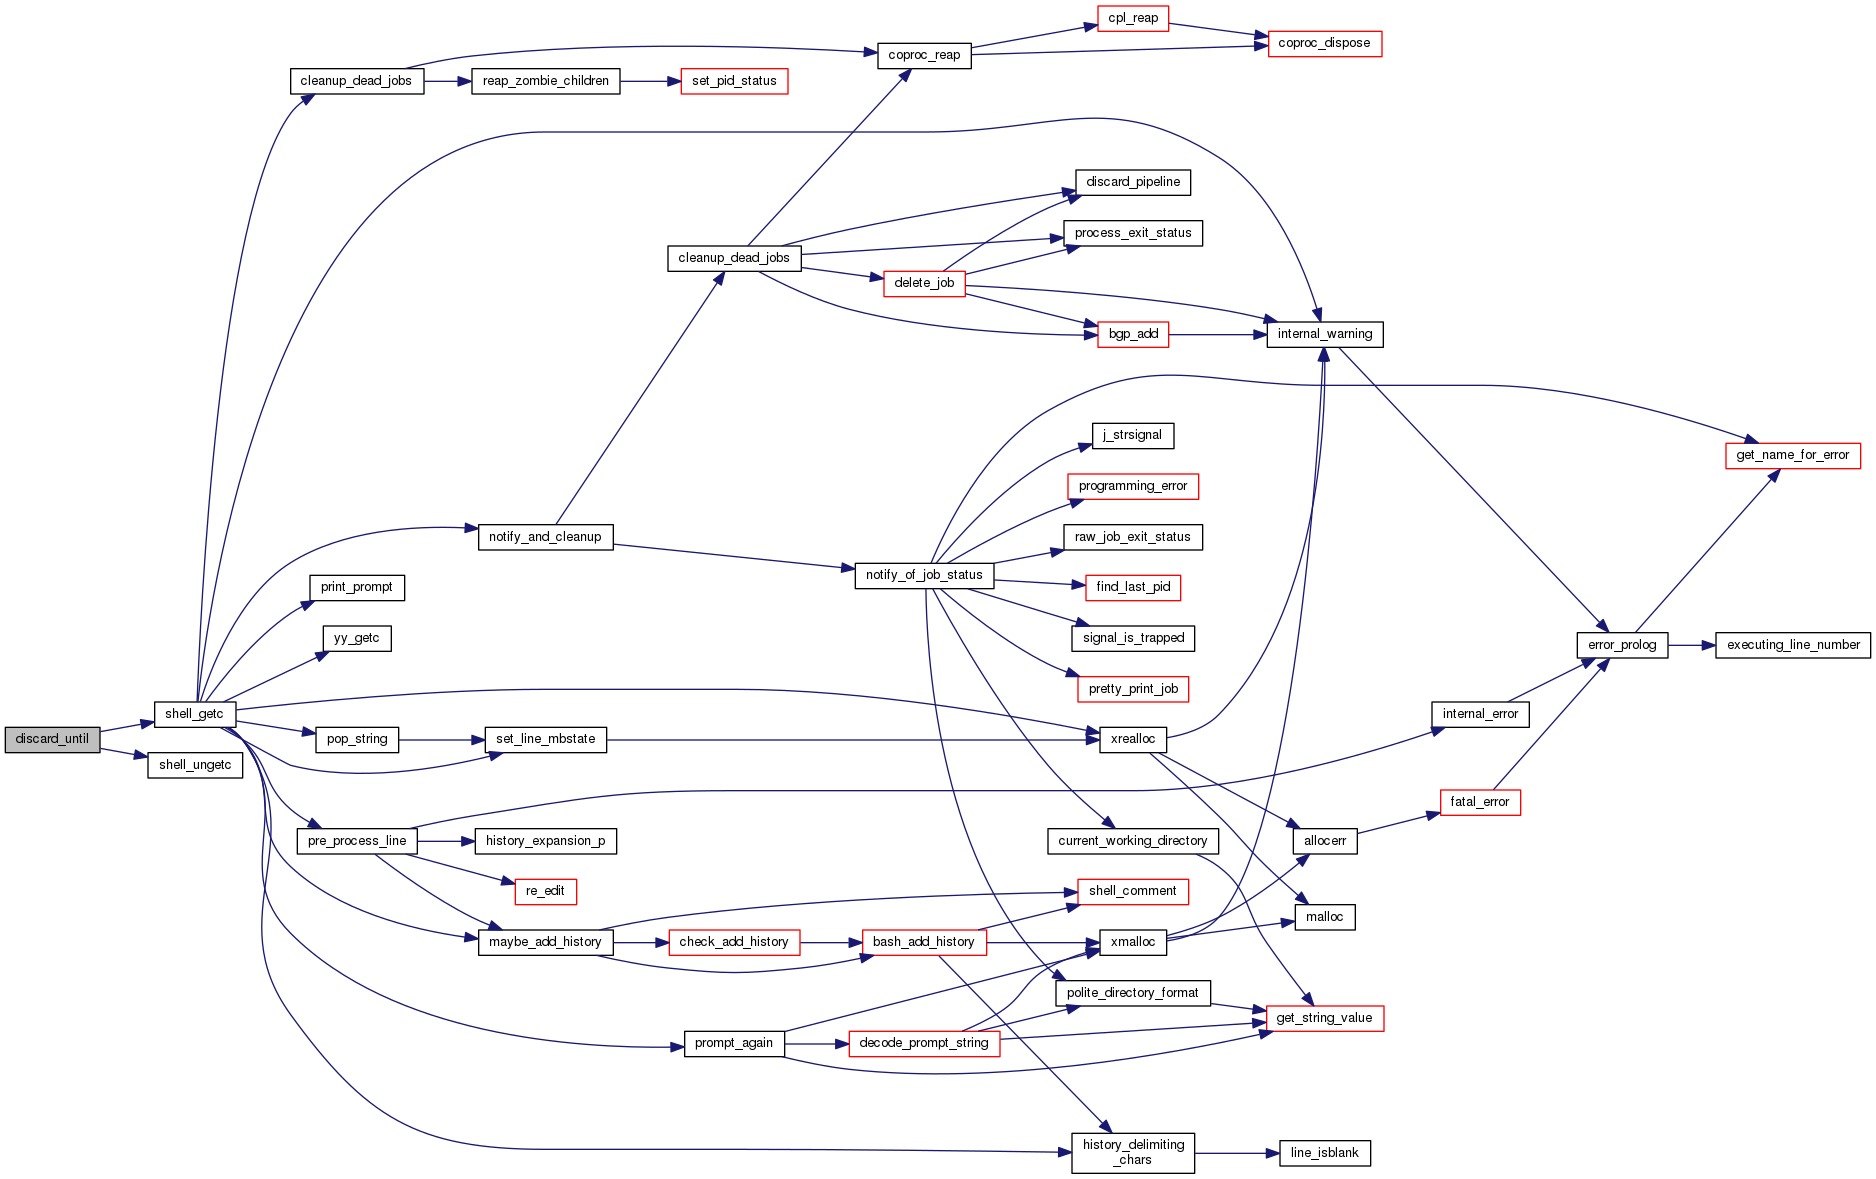 cpl_reap
coproc_dispose
coproc_reap
cleanup_dead_jobs
reap_zombie_children
set_pid_status
discard_pipeline
process_exit_status
cleanup_dead_jobs
delete_job
bgp_add
internal_warning
j_strsignal
get_name_for_error
programming_error
notify_and_cleanup
raw_job_exit_status
notify_of_job_status
print_prompt
find_last_pid
yy_getc
signal_is_trapped
error_prolog
executing_line_number
pretty_print_job
shell_getc
internal_error
discard_until
pop_string
set_line_mbstate
xrealloc
shell_ungetc
fatal_error
pre_process_line
history_expansion_p
current_working_directory
allocerr
re_edit
shell_comment
malloc
maybe_add_history
check_add_history
bash_add_history
xmalloc
polite_directory_format
get_string_value
prompt_again
decode_prompt_string
history_delimiting
_chars
line_isblank